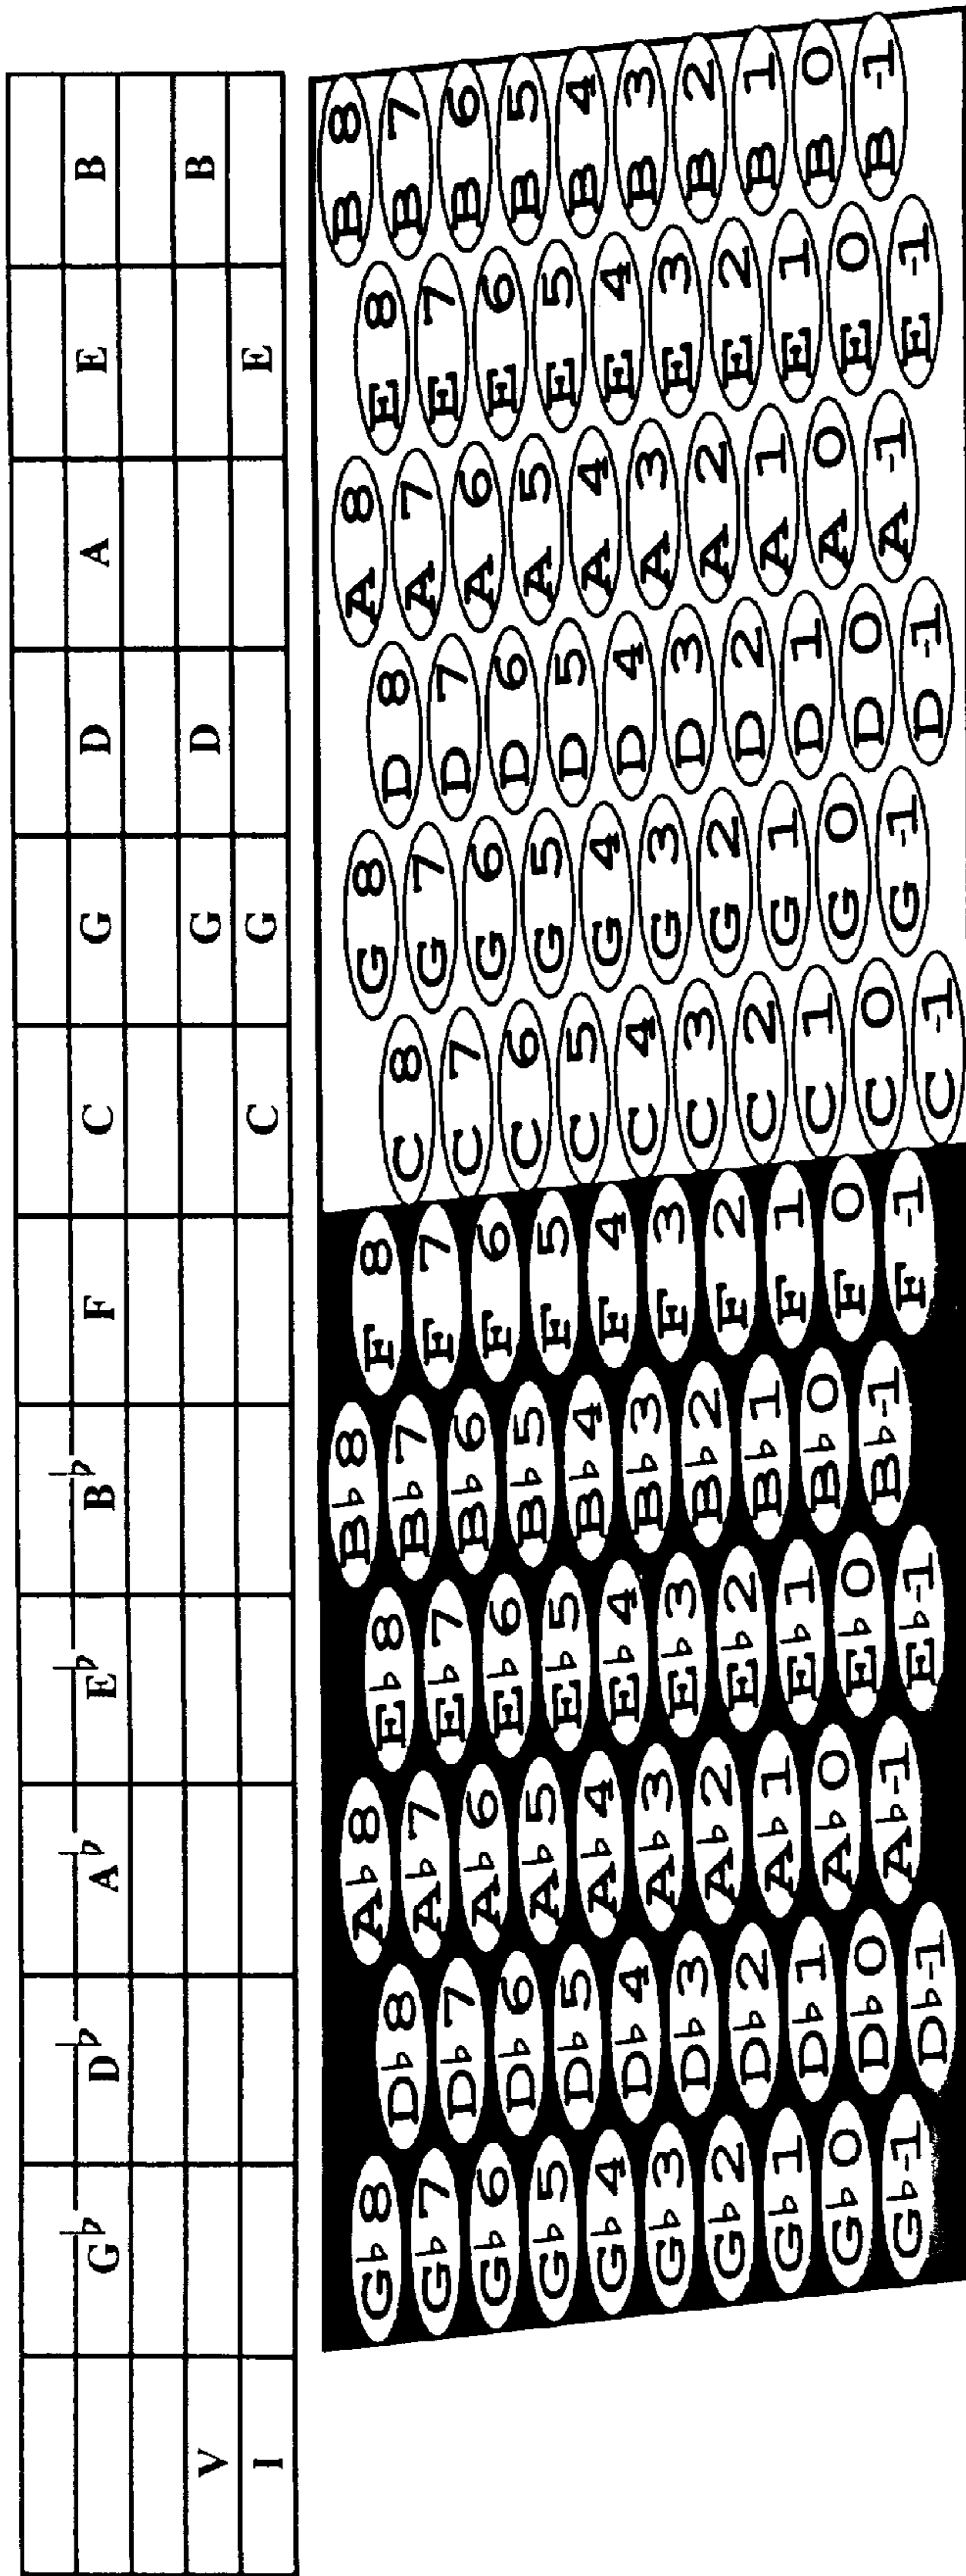 G♭ D♭ A♭ E♭ B♭ F C G D A E B
V G D B
I C G E
G♭8 D♭8 A♭8 E♭8 B♭8 F 8 C 8 G 8 D 8 A 8 E 8 B 8
G♭7 D♭7 A♭7 E♭7 B♭7 F 7 C 7 G 7 D 7 A 7 E 7 B 7
G♭6 D♭6 A♭6 E♭6 B♭6 F 6 C 6 G 6 D 6 A 6 E 6 B 6
G♭5 D♭5 A♭5 E♭5 B♭5 F 5 C 5 G 5 D 5 A 5 E 5 B 5
G♭4 D♭4 A♭4 E♭4 B♭4 F 4 C 4 G 4 D 4 A 4 E 4 B 4
G♭3 D♭3 A♭3 E♭3 B♭3 F 3 C 3 G 3 D 3 A 3 E 3 B 3
G♭2 D♭2 A♭2 E♭2 B♭2 F 2 C 2 G 2 D 2 A 2 E 2 B 2
G♭1 D♭1 A♭1 E♭1 B♭1 F 1 C 1 G 1 D 1 A 1 E 1 B 1
G♭0 D♭0 A♭0 E♭0 B♭0 F 0 C 0 G 0 D 0 A 0 E 0 B 0
G♭-1 D♭-1 A♭-1 E♭-1 B♭-1 F -1 C -1 G -1 D -1 A -1 E -1 B -1